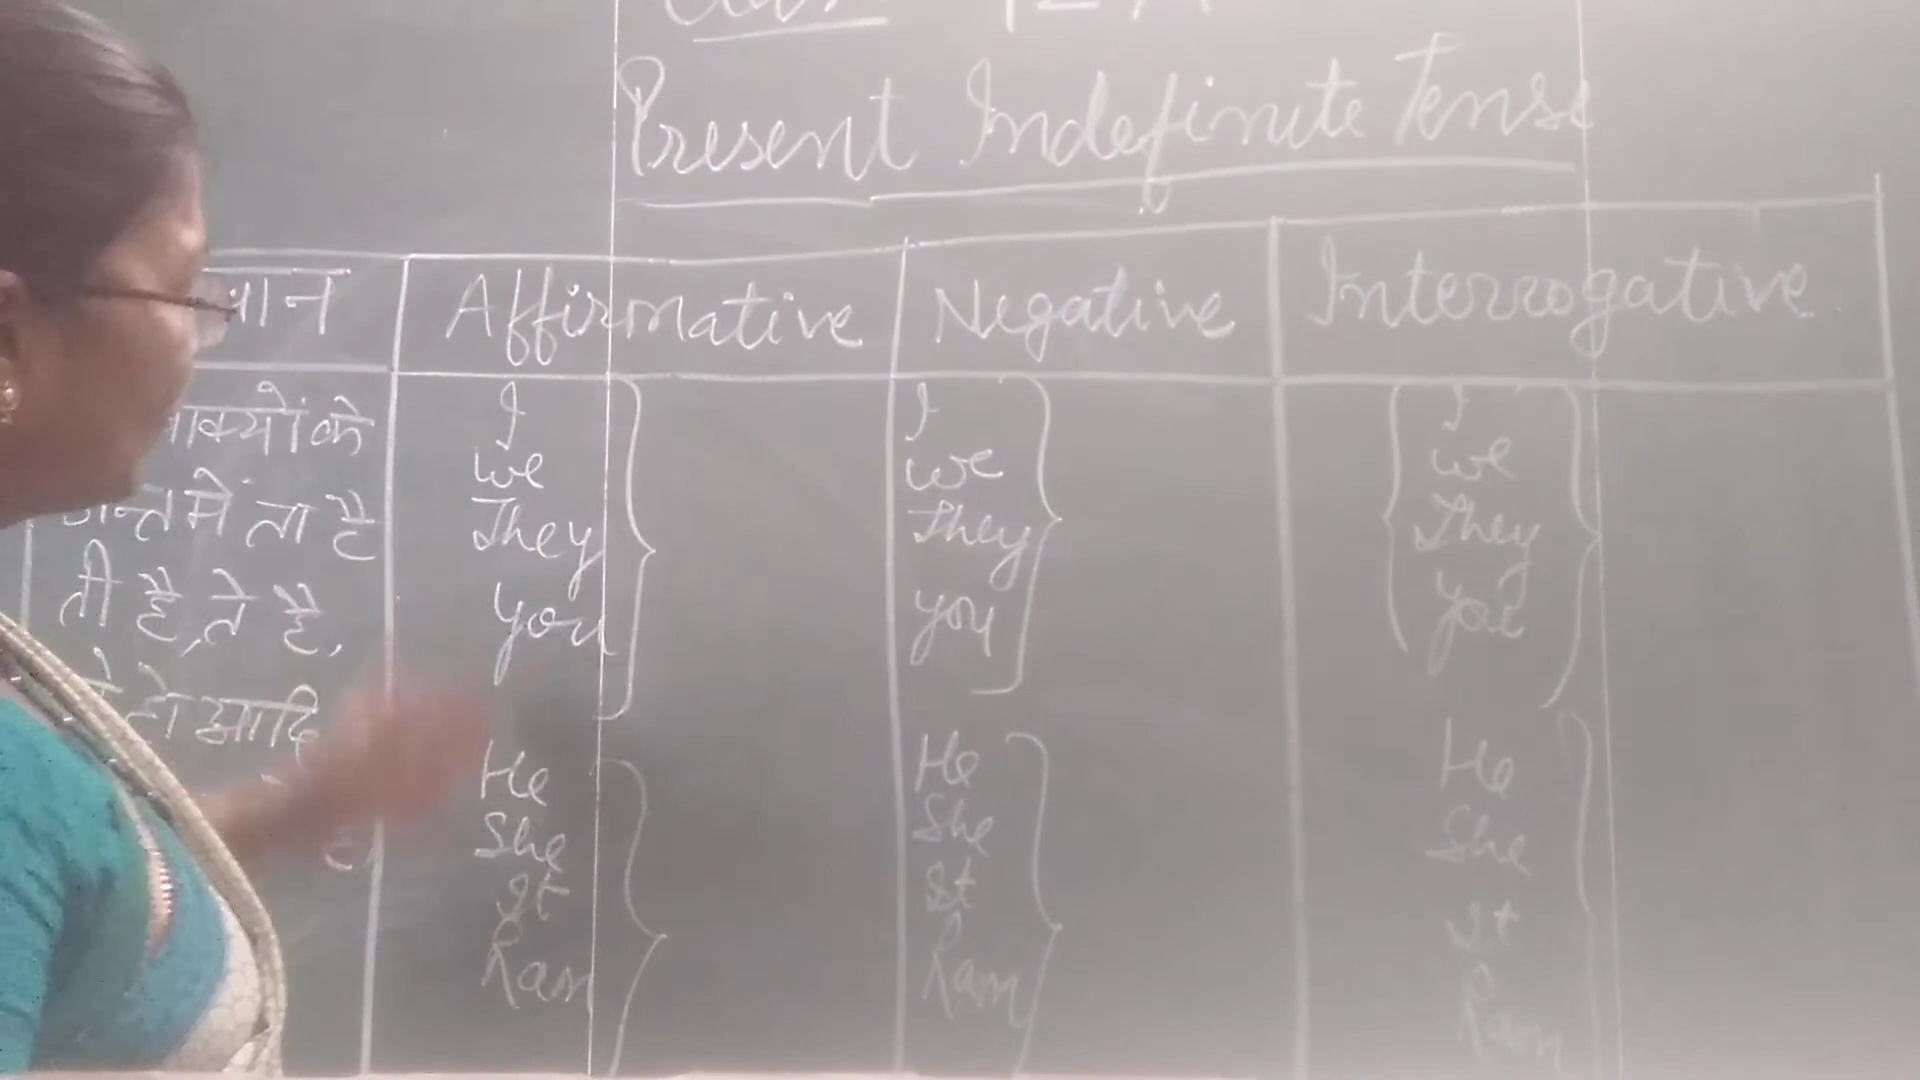 Present Indefinite Tense
Affirmative Negative Interrogative
के
अन्त में ता है
ती है, ते है,
हो आदि
I
we
They
you
He
She
It
Ram
I
we
They
you
He
She
It
Ram
I
we
They
you
He
She
It
Ram